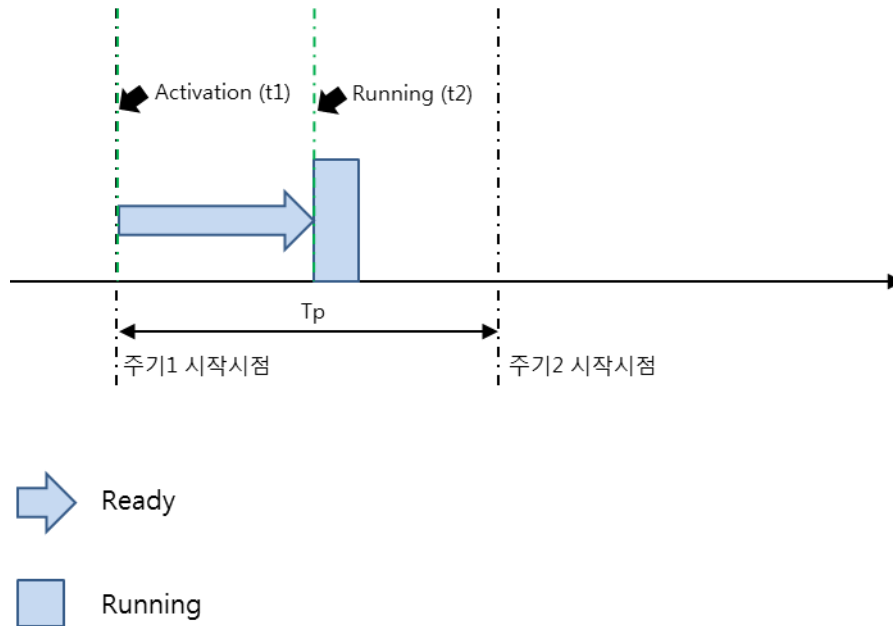 Activation (t1)
Running (t2)
Tp
주기1 시작시점
주기2 시작시점
Ready
Running